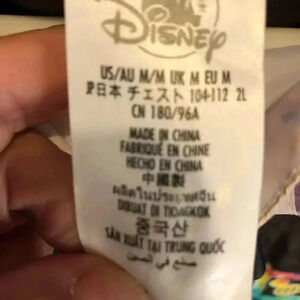 Disney
US/AU M/M UK M EU M
JP日本 チェスト 104-112 2L
CN 180/96A
MADE IN CHINA
FABRIQUÉ EN CHINE
HECHO EN CHINA
中國製
ผลิตในประเทศจีน
DIBUAT DI TIONGKOK
중국산
SẢN XUẤT TẠI TRUNG QUỐC
صنع في الصين